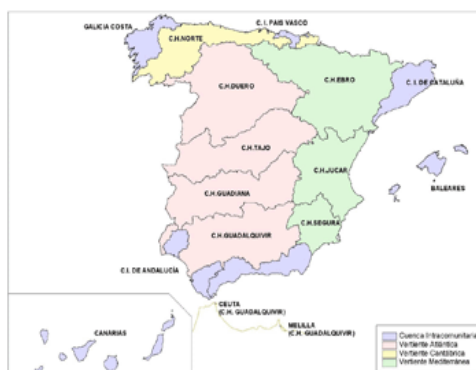 GALICIA COSTA
C. I. PAIS VASCO
C.H.NORTE
C.H.DUERO
C.H.EBRO
C. I. DE CATALUÑA
C.H.TAJO
C.H.JUCAR
BALEARES
C.H.GUADIANA
C.H.SEGURA
C.H.GUADALQUIVIR
C.I. DE ANDALUCÍA
CEUTA
(C.H. GUADALQUIVIR)
MELILLA
(C.H. GUADALQUIVIR)
CANARIAS
Cuenca Intracomunitaria
Vertiente Atlántica
Vertiente Cantábrica
Vertiente Mediterránea